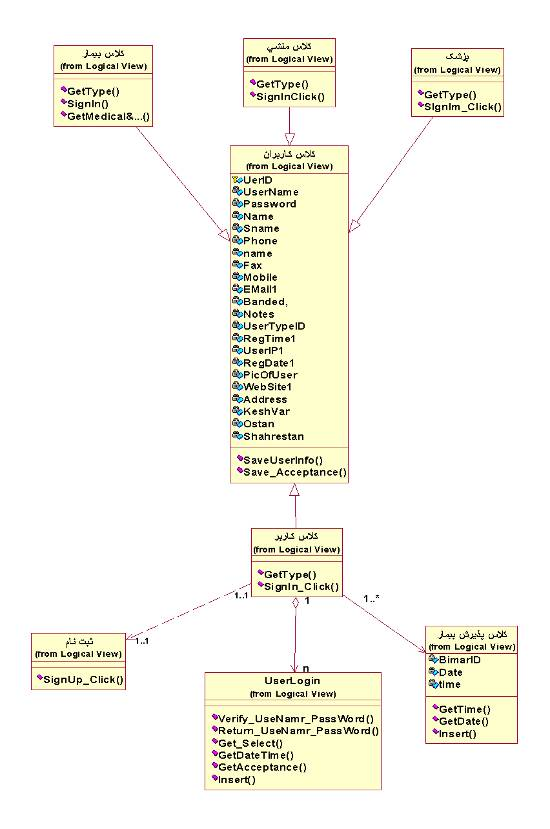 کلاس بیمار
(from Logical View)
GetType()
SignIn()
GetMedical&...()
کلاس منشي
(from Logical View)
GetType()
SignInClick()
پزشک
(from Logical View)
GetType()
SignIm_Click()
کلاس کاربران
(from Logical View)
UerID
UserName
Password
Name
Sname
Phone
name
Fax
Mobile
EMail1
Banded,
Notes
UserTypeID
RegTime1
UserIP1
RegDate1
PicOfUser
WebSite1
Address
KeshVar
Ostan
Shahrestan
SaveUserInfo()
Save_Acceptance()
کلاس کاربر
(from Logical View)
GetType()
SignIn_Click()
1..1
1
1..*
1..1
n
ثبت نام
(from Logical View)
SignUp_Click()
UserLogin
(from Logical View)
Verify_UseNamr_PassWord()
Return_UseNamr_PassWord()
Get_Select()
GetDateTime()
GetAcceptance()
Insert()
کلاس پذیرش بیمار
(from Logical View)
BimarID
Date
time
GetTime()
GetDate()
Insert()